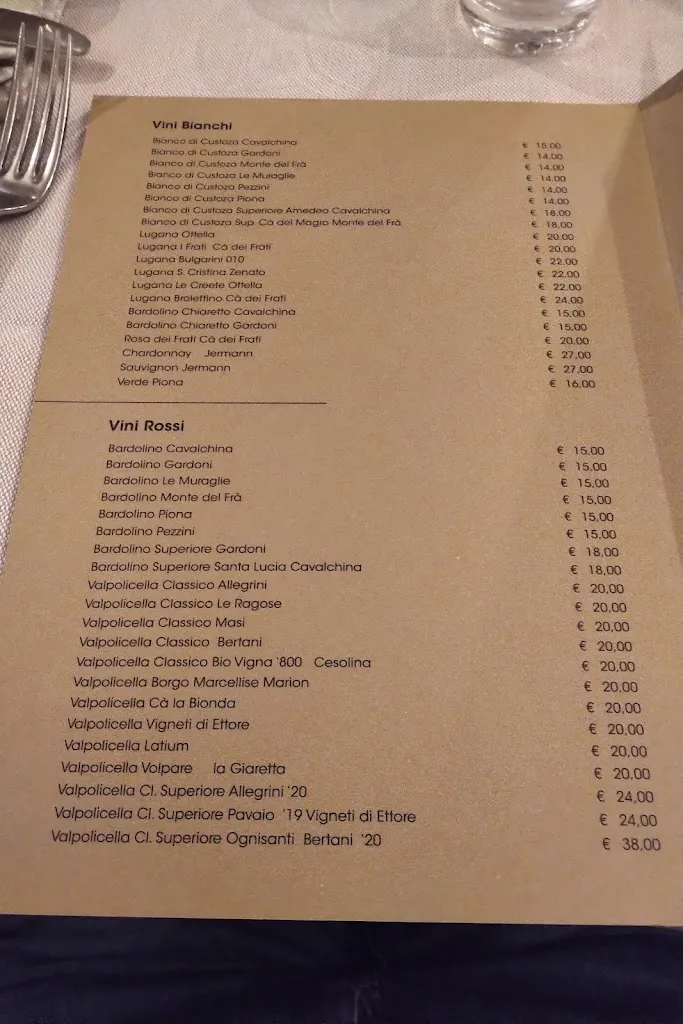 Vini Bianchi
Bianco di Custoza Cavalchina € 15,00
Bianco di Custoza Gardoni € 14,00
Bianco di Custoza Monte del Frà € 14,00
Bianco di Custoza Le Muraglie € 14,00
Bianco di Custoza Pezzini € 14,00
Bianco di Custoza Piona € 14,00
Bianco di Custoza Superiore Amedeo Cavalchina € 18,00
Bianco di Custoza Sup. Cà del Magro Monte del Frà € 18,00
Lugana Ottella € 20,00
Lugana I Frati Cà dei Frati € 20,00
Lugana Bulgarini 010 € 22,00
Lugana S. Cristina Zenato € 22,00
Lugana Le Creete Ottella € 22,00
Lugana Brolettino Cà dei Frati € 24,00
Bardolino Chiaretto Cavalchina € 15,00
Bardolino Chiaretto Gardoni € 15,00
Rosa dei Frati Cà dei Frati € 20,00
Chardonnay Jermann € 27,00
Sauvignon Jermann € 27,00
Verde Piona € 16,00
Vini Rossi
Bardolino Cavalchina € 15,00
Bardolino Gardoni € 15,00
Bardolino Le Muraglie € 15,00
Bardolino Monte del Frà € 15,00
Bardolino Piona € 15,00
Bardolino Pezzini € 15,00
Bardolino Superiore Gardoni € 18,00
Bardolino Superiore Santa Lucia Cavalchina € 18,00
Valpolicella Classico Allegrini € 20,00
Valpolicella Classico Le Ragose € 20,00
Valpolicella Classico Masi € 20,00
Valpolicella Classico Bertani € 20,00
Valpolicella Classico Bio Vigna '800 Cesolina € 20,00
Valpolicella Borgo Marcellise Marion € 20,00
Valpolicella Cà la Bionda € 20,00
Valpolicella Vigneti di Ettore € 20,00
Valpolicella Latium € 20,00
Valpolicella Volpare la Giaretta € 20,00
Valpolicella Cl. Superiore Allegrini '20 € 24,00
Valpolicella Cl. Superiore Pavaio '19 Vigneti di Ettore € 24,00
Valpolicella Cl. Superiore Ognisanti Bertani '20 € 38,00